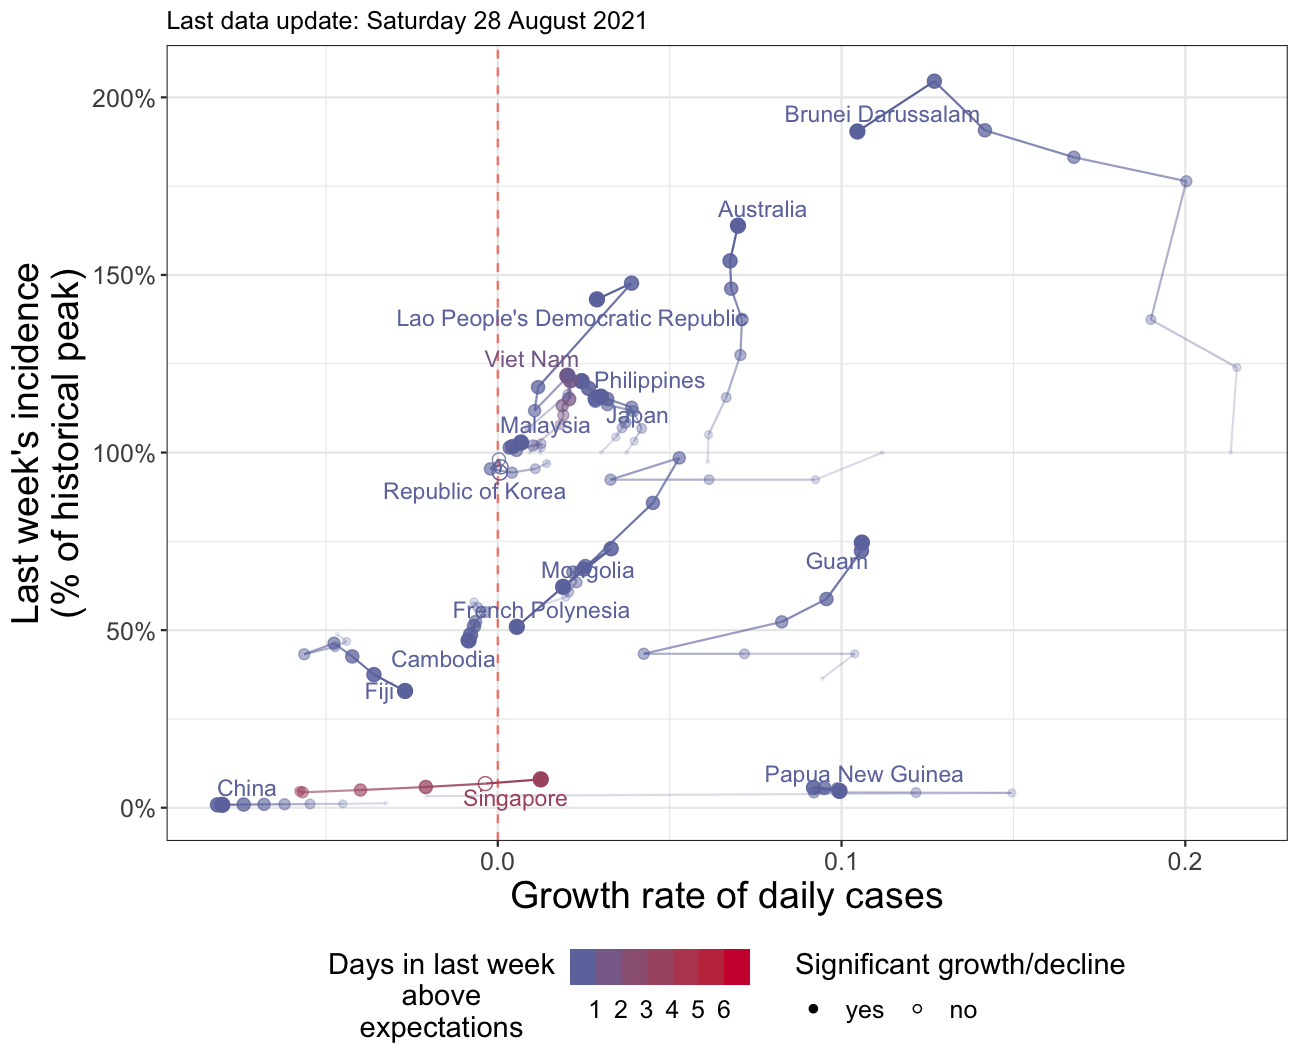 Last data update: Saturday 28 August 2021
200%
150%
100%
50%
0%
Last week's incidence
(% of historical peak)
Brunei Darussalam
Australia
Lao People's Democratic Republic
Viet Nam
Philippines
Japan
Malaysia
Republic of Korea
Mongolia
Guam
French Polynesia
Cambodia
Fiji
China
Papua New Guinea
Singapore
0.0
0.1
0.2
Growth rate of daily cases
Days in last week
above
expectations
1 2 3 4 5 6
Significant growth/decline
yes
no